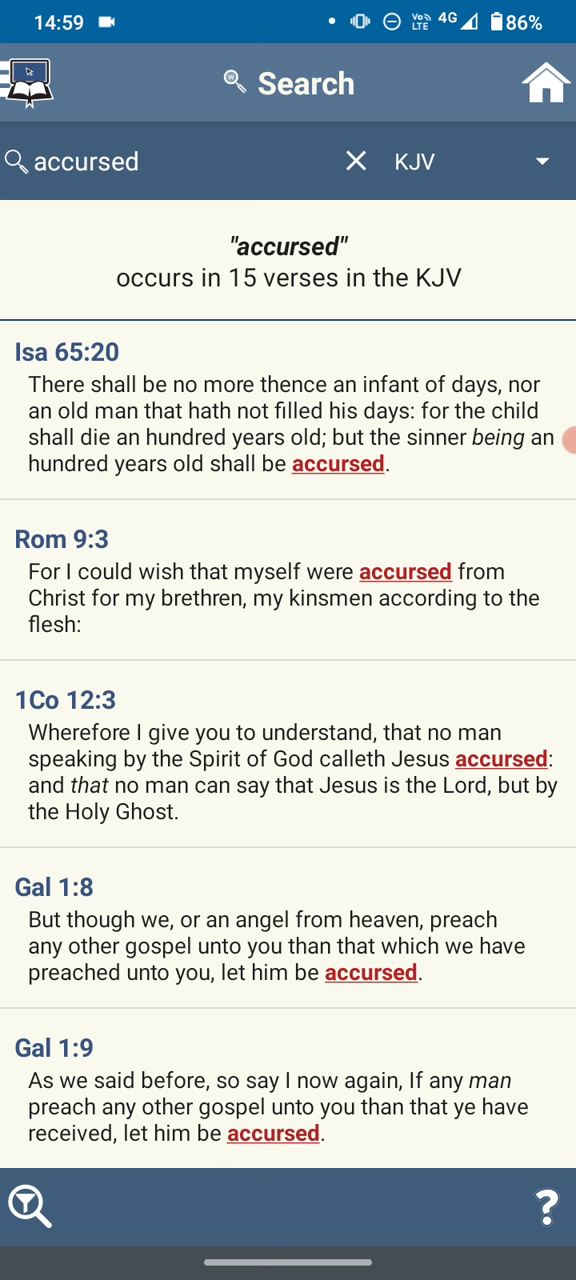 14:59 4G 86%
Vo))
LTE
Search
accursed KJV
"accursed"
occurs in 15 verses in the KJV
Isa 65:20
There shall be no more thence an infant of days, nor
an old man that hath not filled his days: for the child
shall die an hundred years old; but the sinner being an
hundred years old shall be accursed.
Rom 9:3
For I could wish that myself were accursed from
Christ for my brethren, my kinsmen according to the
flesh:
1Co 12:3
Wherefore I give you to understand, that no man
speaking by the Spirit of God calleth Jesus accursed:
and that no man can say that Jesus is the Lord, but by
the Holy Ghost.
Gal 1:8
But though we, or an angel from heaven, preach
any other gospel unto you than that which we have
preached unto you, let him be accursed.
Gal 1:9
As we said before, so say I now again, If any man
preach any other gospel unto you than that ye have
received, let him be accursed.
?